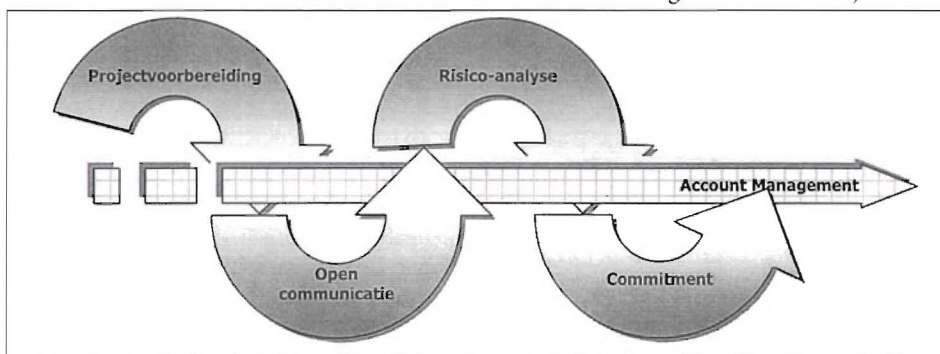 Projectvoorbereiding
Risico-analyse
Account Management
Open
communicatie
Commitment